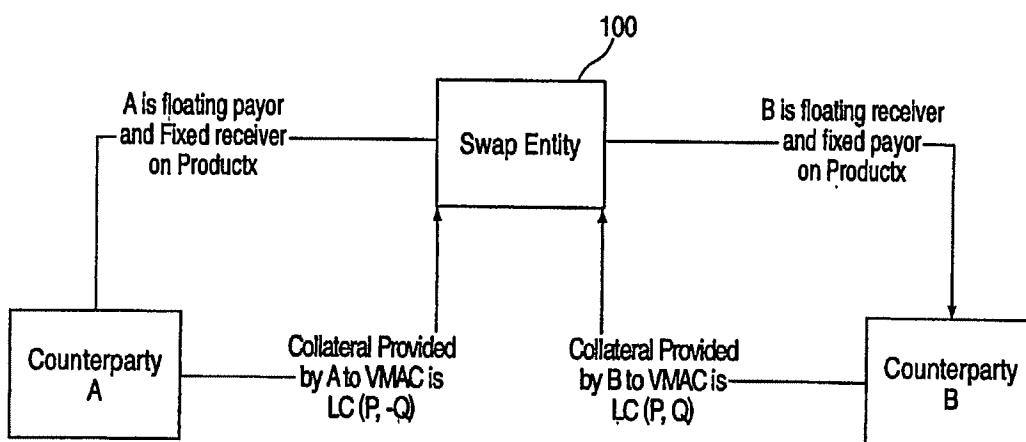 100
A is floating payor
and Fixed receiver
on Productx
Swap Entity
B is floating receiver
and fixed payor
on Productx
Counterparty
A
Collateral Provided
by A to VMAC is
LC (P, -Q)
Collateral Provided
by B to VMAC is
LC (P, Q)
Counterparty
B